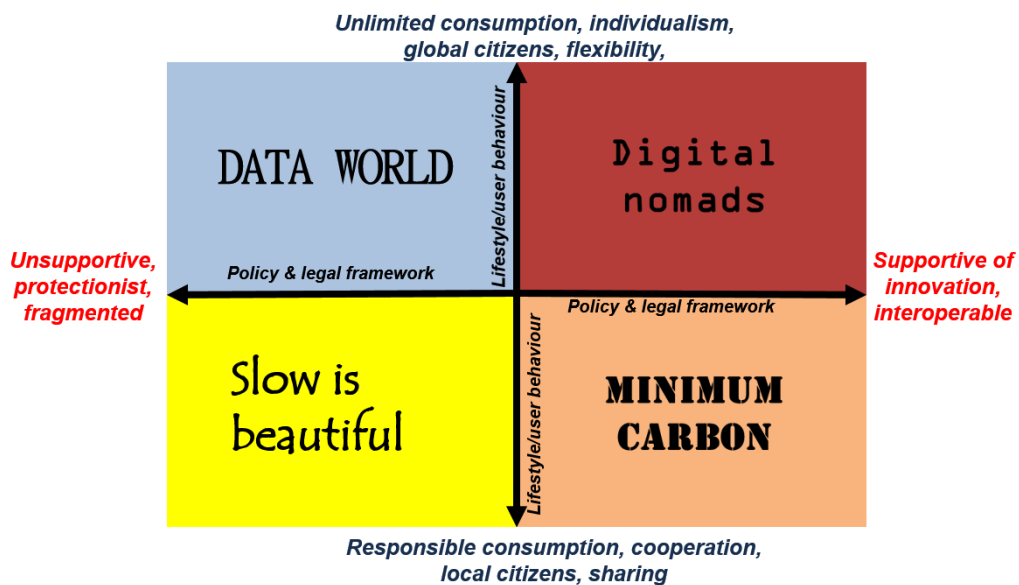 Unlimited consumption, individualism,
global citizens, flexibility,
DATA WORLD
Lifestyle/user behaviour
Digital
nomads
Unsupportive,
protectionist,
fragmented
Policy & legal framework
Policy & legal framework
Supportive of
innovation,
interoperable
Slow is
beautiful
Lifestyle/user behaviour
MINIMUM
CARBON
Responsible consumption, cooperation,
local citizens, sharing